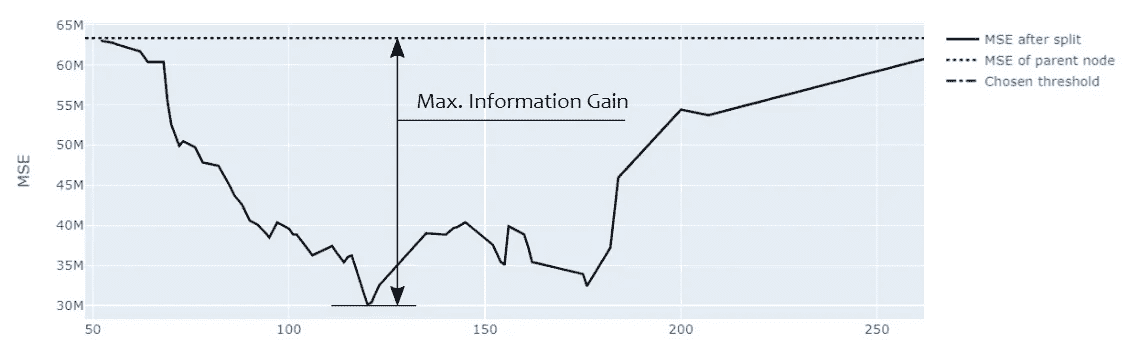 65M
60M
55M
50M
45M
40M
35M
30M
MSE
50
100
150
200
250
Max. Information Gain
MSE after split
MSE of parent node
Chosen threshold